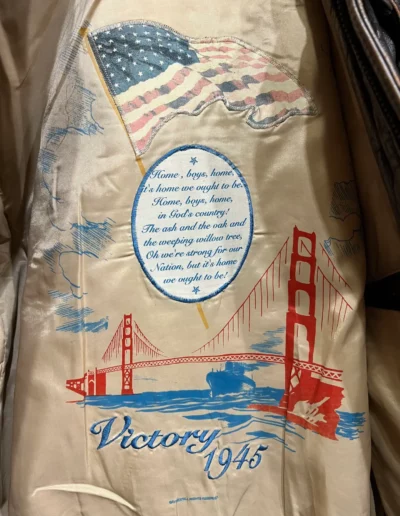 Home, boys, home,
it's home we ought to be.
Home, boys, home,
in God's country!
The ash and the oak and
the weeping willow tree,
Oh we're strong for our
Nation, but it's home
we ought to be!
Victory
1945